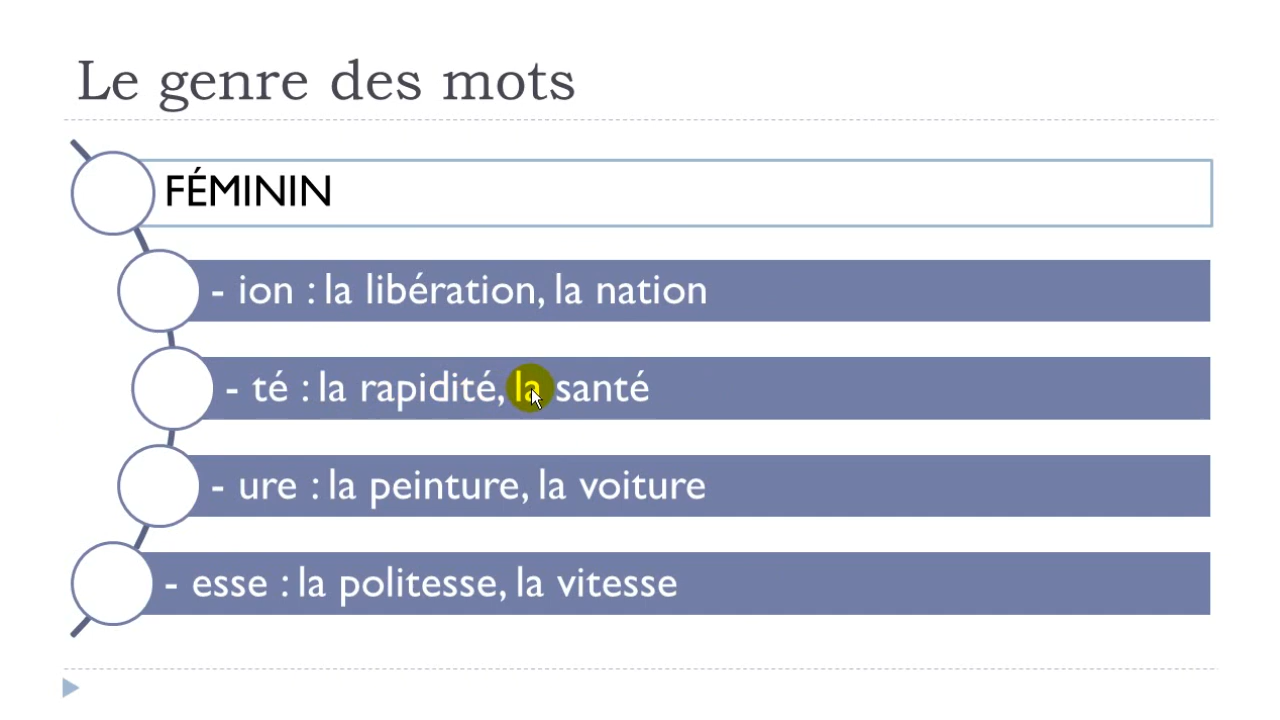 Le genre des mots
FÉMININ
- ion : la libération, la nation
- té : la rapidité, la santé
- ure : la peinture, la voiture
- esse : la politesse, la vitesse